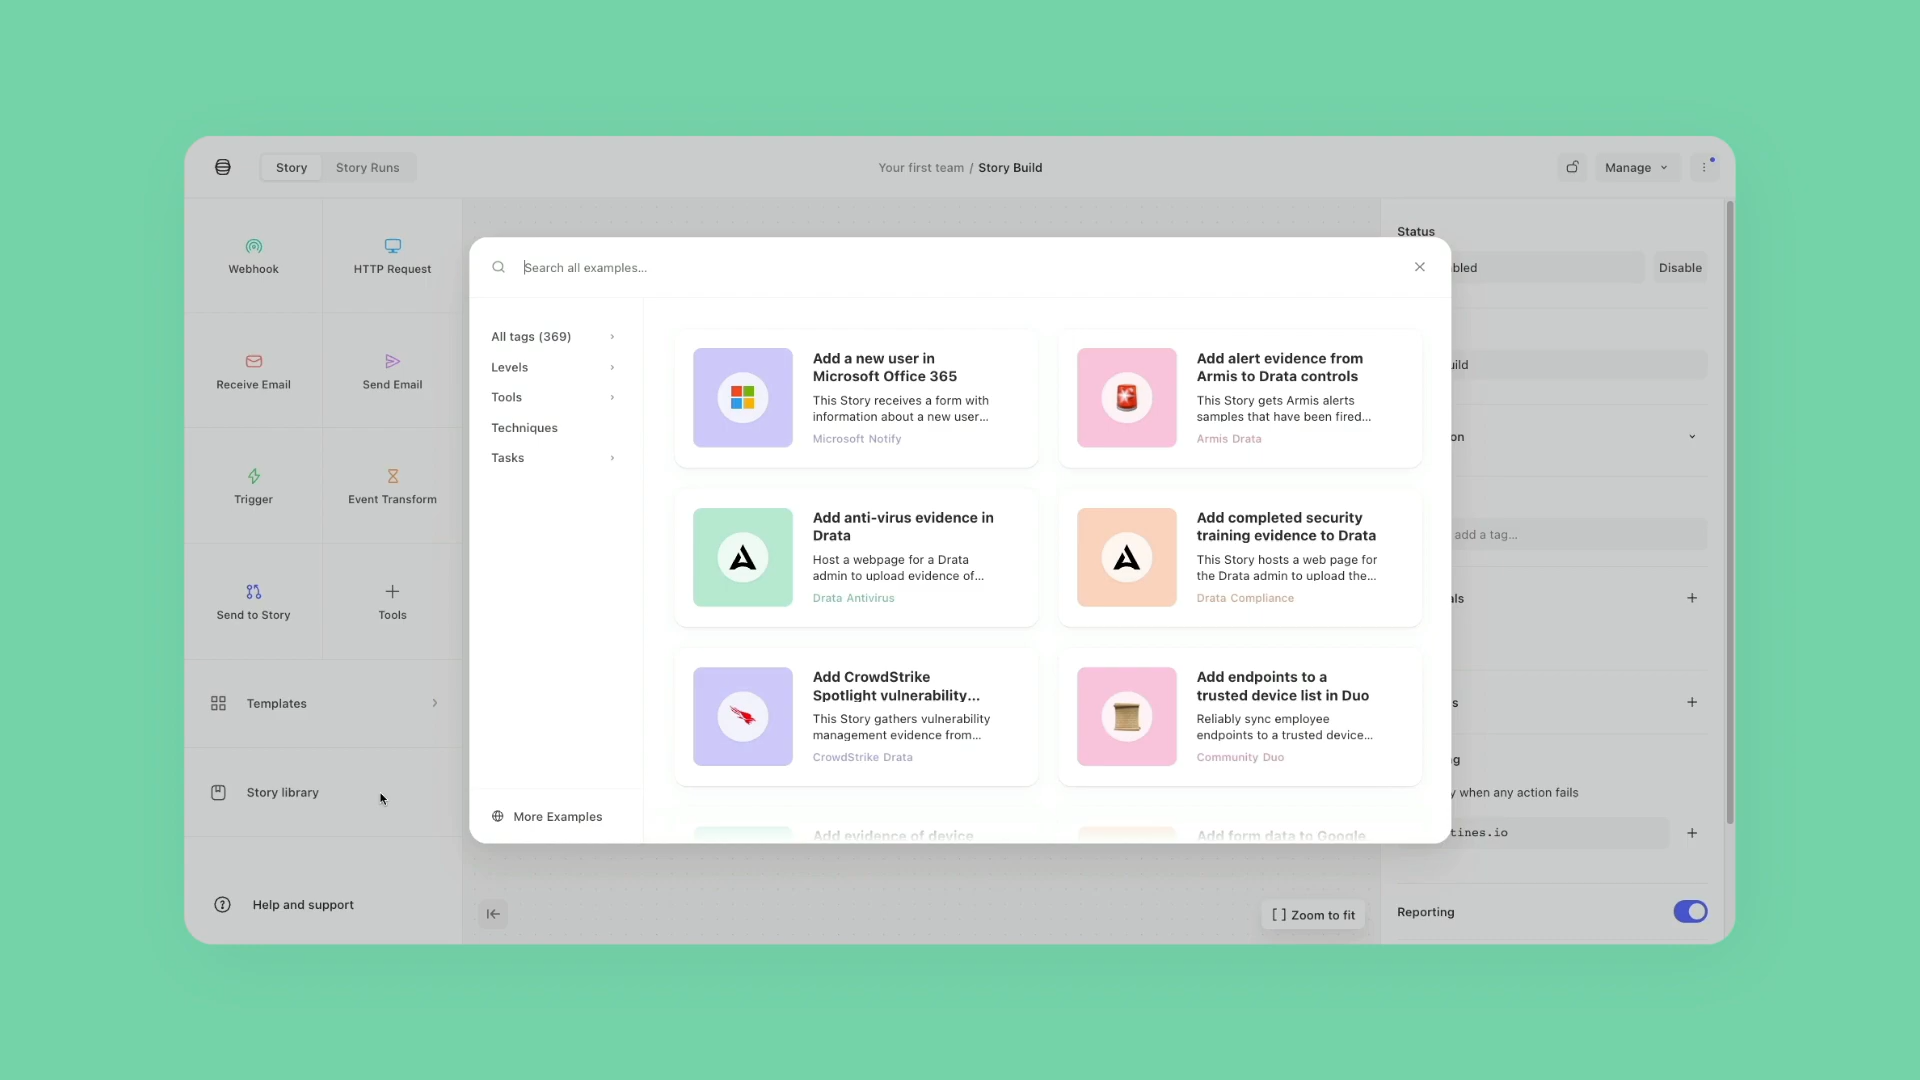 Story
Story Runs
Your first team / Story Build
Manage
Webhook
HTTP Request
Receive Email
Send Email
Trigger
Event Transform
Send to Story
Tools
Templates
Story library
Help and support
Search all examples...
All tags (369)
Levels
Tools
Techniques
Tasks
More Examples
Add a new user in
Microsoft Office 365
This Story receives a form with
information about a new user...
Microsoft Notify
Add alert evidence from
Armis to Drata controls
This Story gets Armis alerts
samples that have been fired...
Armis Drata
Add anti-virus evidence in
Drata
Host a webpage for a Drata
admin to upload evidence of...
Drata Antivirus
Add completed security
training evidence to Drata
This Story hosts a web page for
the Drata admin to upload the...
Drata Compliance
Add CrowdStrike
Spotlight vulnerability...
This Story gathers vulnerability
management evidence from...
CrowdStrike Drata
Add endpoints to a
trusted device list in Duo
Reliably sync employee
endpoints to a trusted device...
Community Duo
Add evidence of device
Add form data to Google
Zoom to fit
Status
bled
Disable
ild
on
add a tag...
als
s
g
y when any action fails
tines.io
Reporting